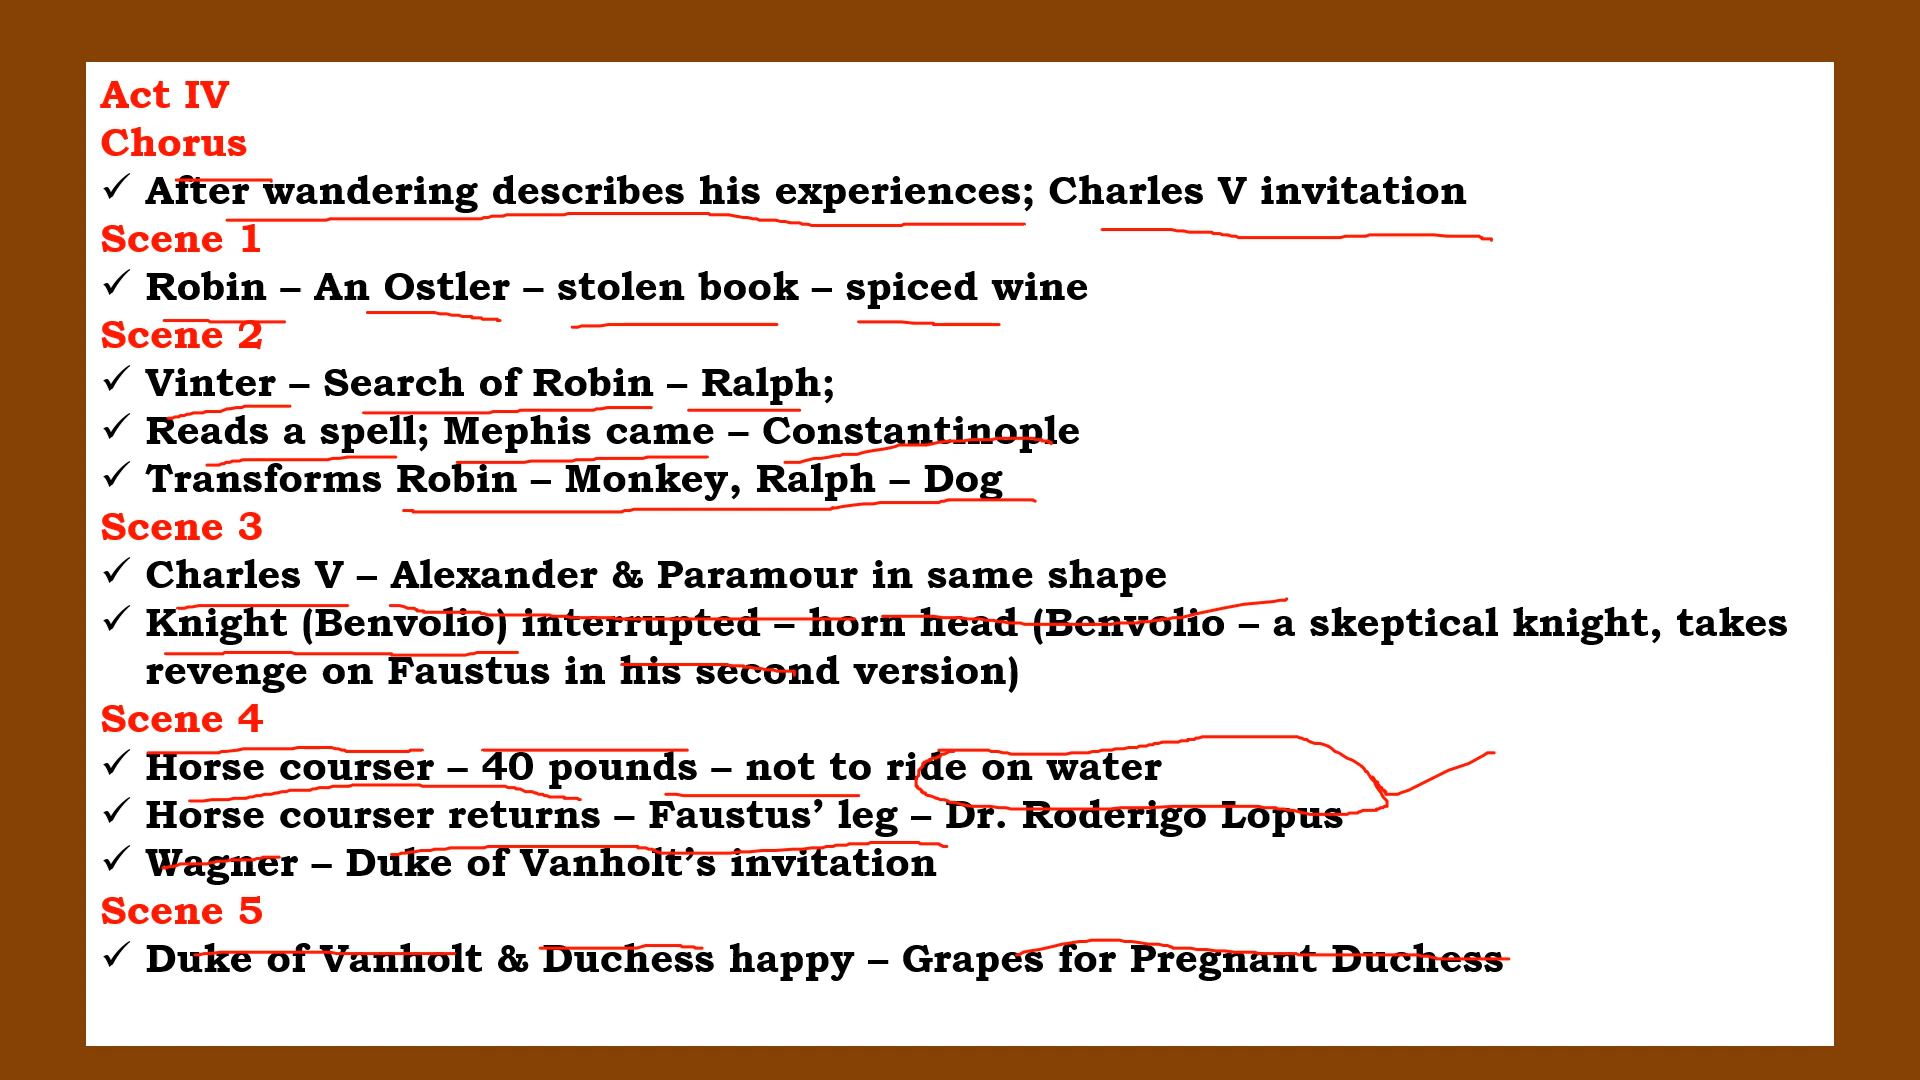 Act IV
Chorus
✓ After wandering describes his experiences; Charles V invitation
Scene 1
✓ Robin – An Ostler – stolen book – spiced wine
Scene 2
✓ Vinter – Search of Robin – Ralph;
✓ Reads a spell; Mephis came – Constantinople
✓ Transforms Robin – Monkey, Ralph – Dog
Scene 3
✓ Charles V – Alexander & Paramour in same shape
✓ Knight (Benvolio) interrupted – horn head (Benvolio – a skeptical knight, takes
revenge on Faustus in his second version)
Scene 4
✓ Horse courser – 40 pounds – not to ride on water
✓ Horse courser returns – Faustus’ leg – Dr. Roderigo Lopus
✓ Wagner – Duke of Vanholt’s invitation
Scene 5
✓ Duke of Vanholt & Duchess happy – Grapes for Pregnant Duchess